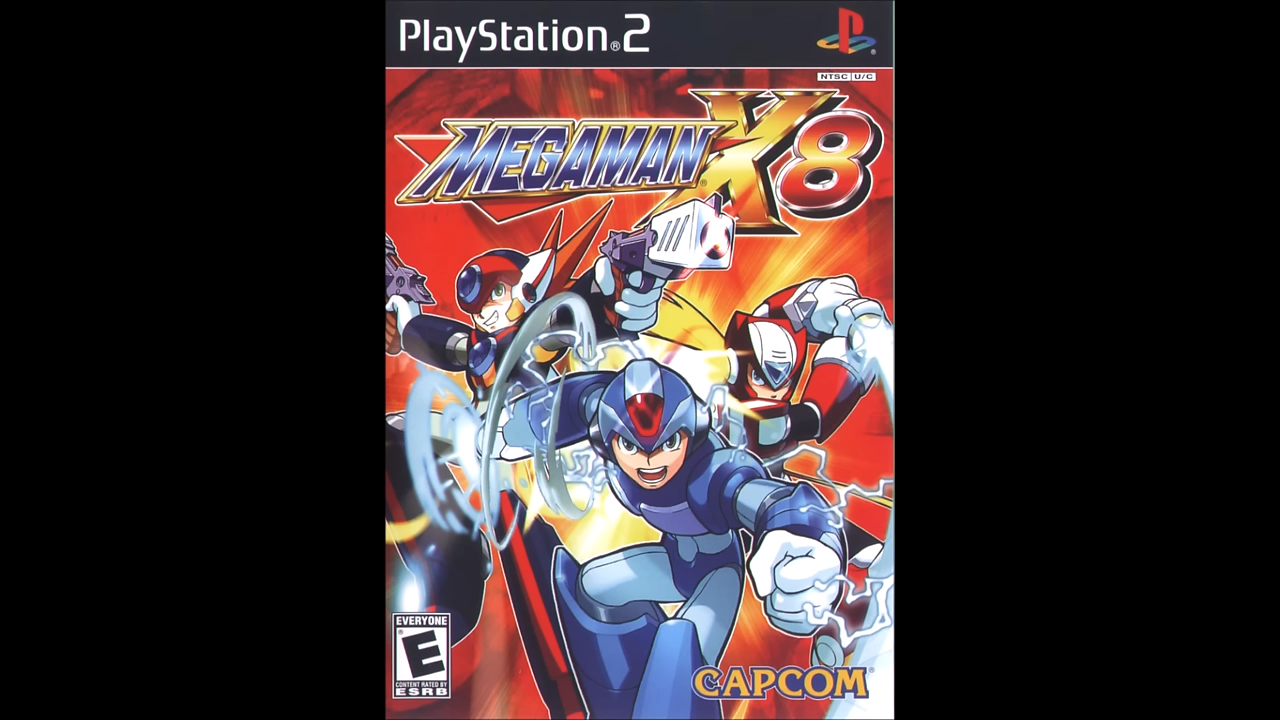 PlayStation®2
NTSC U/C
MEGAMAN® X8
EVERYONE
E
®
CONTENT RATED BY
ESRB
CAPCOM®